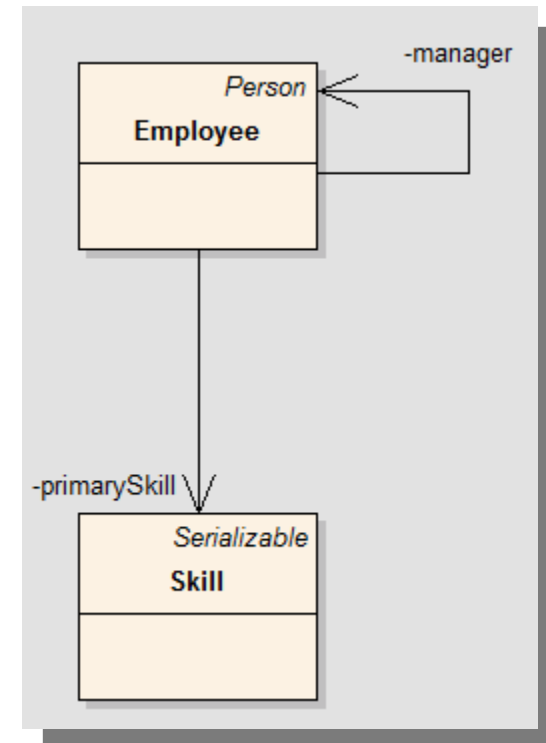 -manager
Person
Employee
-primarySkill
Serializable
Skill